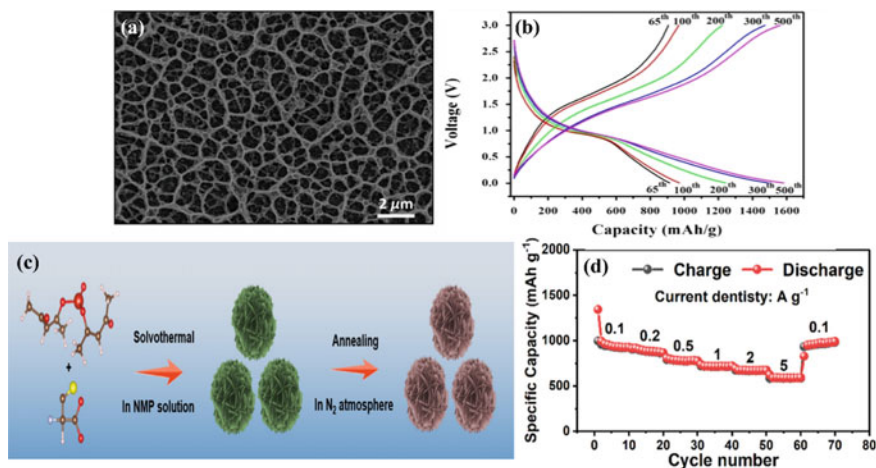 (a)
2 μm
(b)
Voltage (V)
3.0
2.5
2.0
1.5
1.0
0.5
0.0
65th 100th 200th 300th 500th
65th 100th 200th 300th 500th
0 200 400 600 800 1000 1200 1400 1600
Capacity (mAh/g)
(c)
+
Solvothermal
In NMP solution
Annealing
In N2 atmosphere
(d)
Specific Capacity (mAh g-1)
2000
1500
1000
500
0
Charge Discharge
Current dentisty: A g-1
0.1 0.2 0.5 1 2 5 0.1
0 10 20 30 40 50 60 70 80
Cycle number